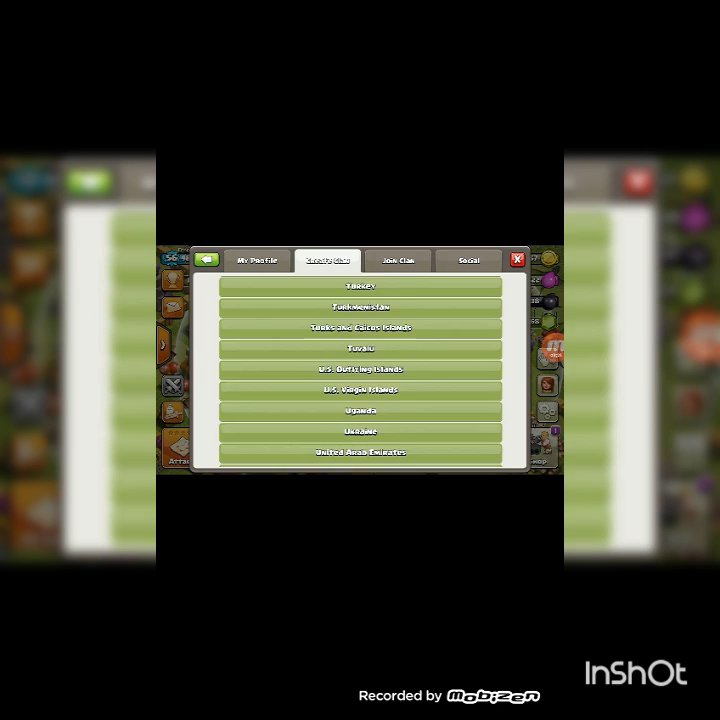 My Profile
Create Clan
Join Clan
Social
X
Turkey
Turkmenistan
Turks and Caicos Islands
Tuvalu
U.S. Outlying Islands
U.S. Virgin Islands
Uganda
Ukraine
United Arab Emirates
InShOt
Recorded by Mobizen